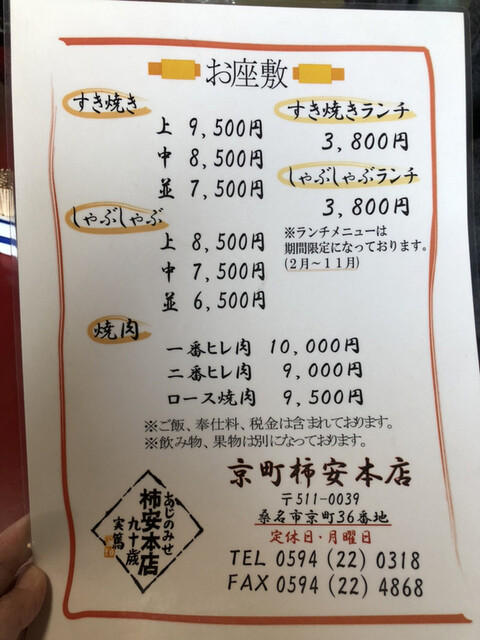 お座敷
すき焼き
上 9,500円
中 8,500円
並 7,500円
しゃぶしゃぶ
上 8,500円
中 7,500円
並 6,500円
すき焼きランチ
3,800円
しゃぶしゃぶランチ
3,800円
※ランチメニューは
期間限定になっております。
(2月〜11月)
焼肉
一番ヒレ肉 10,000円
二番ヒレ肉 9,000円
ロース焼肉 9,500円
※ご飯、奉仕料、税金は含まれております。
※飲み物、果物は別になっております。
あじのみせ
柿安本店
九十歳
実篤
京町柿安本店
〒511-0039
桑名市京町36番地
定休日・月曜日
TEL 0594 (22) 0318
FAX 0594 (22) 4868